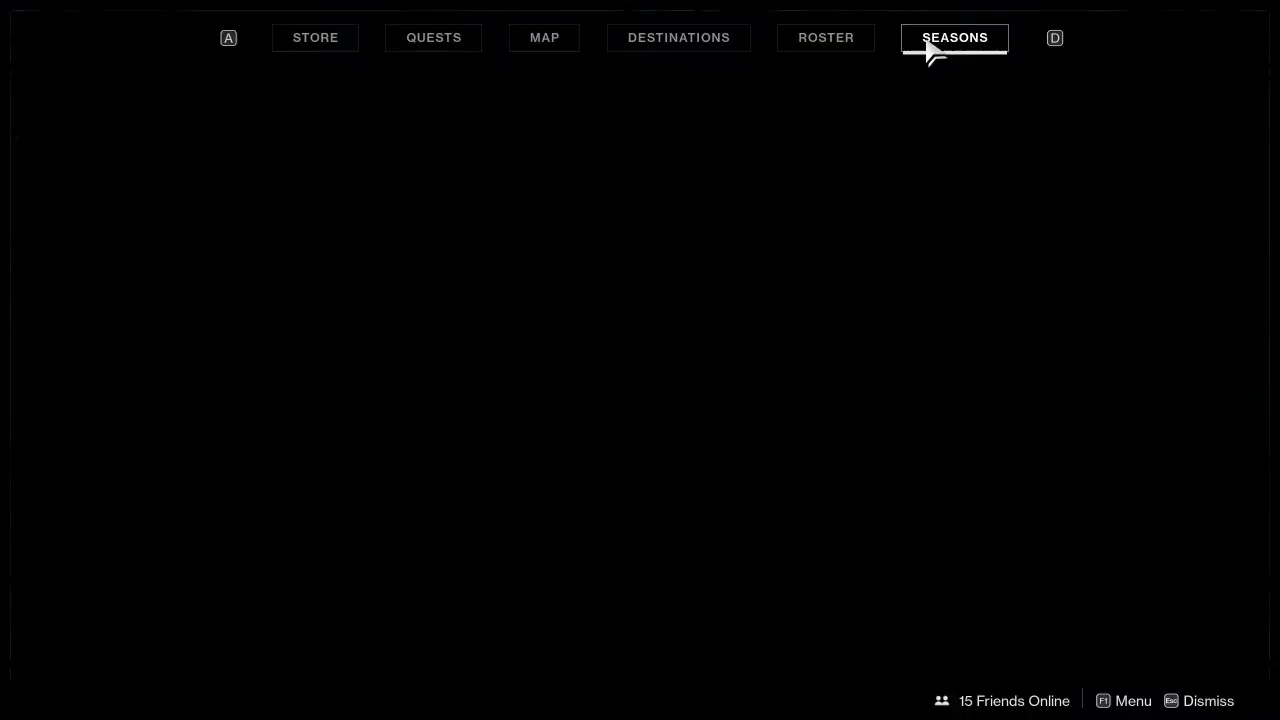 A STORE QUESTS MAP DESTINATIONS ROSTER SEASONS D
15 Friends Online F1 Menu Esc Dismiss